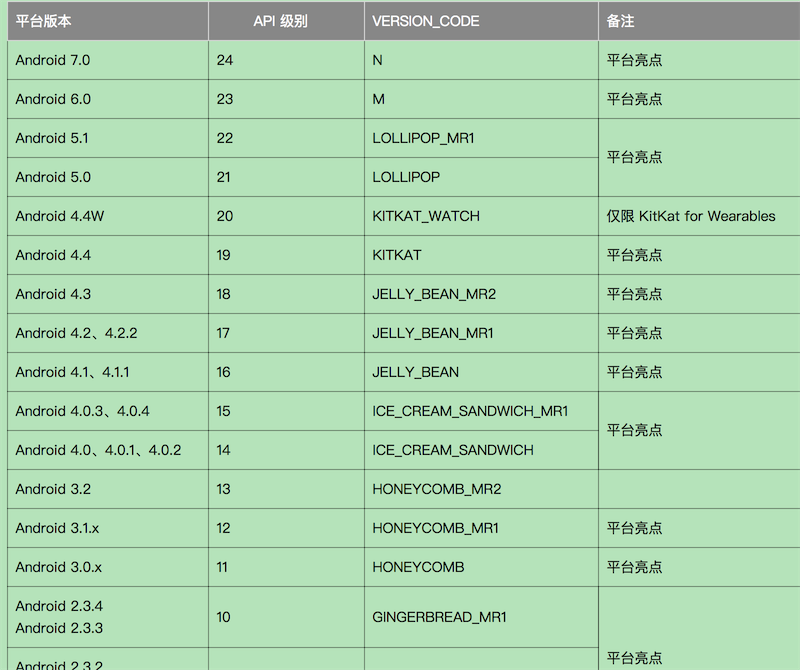 平台版本 API 级别 VERSION_CODE 备注
Android 7.0 24 N 平台亮点
Android 6.0 23 M 平台亮点
Android 5.1 22 LOLLIPOP_MR1
平台亮点
Android 5.0 21 LOLLIPOP
Android 4.4W 20 KITKAT_WATCH 仅限 KitKat for Wearables
Android 4.4 19 KITKAT 平台亮点
Android 4.3 18 JELLY_BEAN_MR2 平台亮点
Android 4.2、4.2.2 17 JELLY_BEAN_MR1 平台亮点
Android 4.1、4.1.1 16 JELLY_BEAN 平台亮点
Android 4.0.3、4.0.4 15 ICE_CREAM_SANDWICH_MR1
平台亮点
Android 4.0、4.0.1、4.0.2 14 ICE_CREAM_SANDWICH
Android 3.2 13 HONEYCOMB_MR2
Android 3.1.x 12 HONEYCOMB_MR1 平台亮点
Android 3.0.x 11 HONEYCOMB 平台亮点
Android 2.3.4
10 GINGERBREAD_MR1
Android 2.3.3
平台亮点
Android 2.3.2